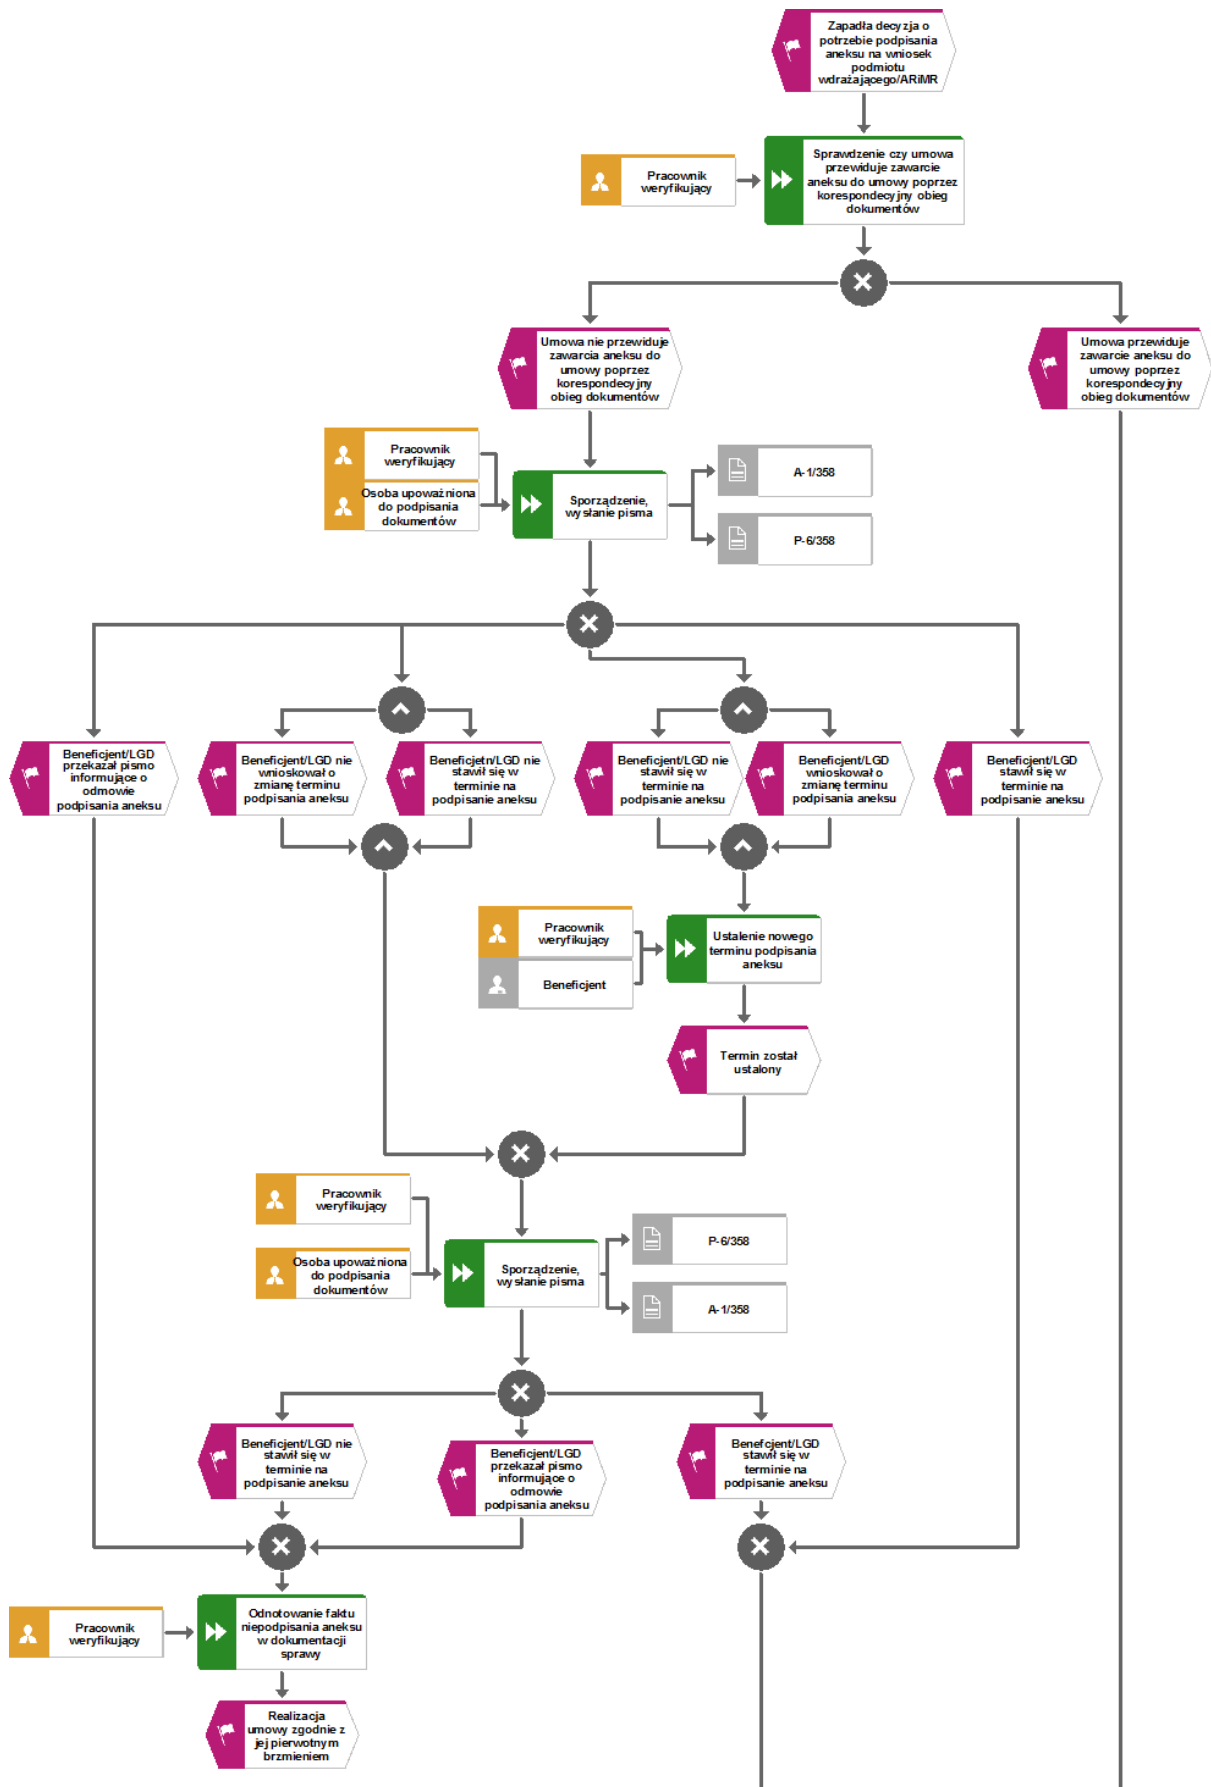 Zapadła decyzja o
potrzebie podpisania
aneksu na wniosek
podmiotu
wdrażającego/ARiMR
Pracownik
weryfikujący
Sprawdzenie czy umowa
przewiduje zawarcie
aneksu do umowy poprzez
korespondecyjny obieg
dokumentów
Umowa nie przewiduje
zawarcia aneksu do
umowy poprzez
korespondecyjny
obieg dokumentów
Umowa przewiduje
zawarcie aneksu do
umowy poprzez
korespondecyjny
obieg dokumentów
Pracownik
weryfikujący
Osoba upoważniona
do podpisania
dokumentów
Sporządzenie,
wysłanie pisma
A-1/358
P-6/358
Beneficjent/LGD
przekazał pismo
informujące o
odmowie
podpisania aneksu
Beneficjent/LGD nie
wnioskował o
zmianę terminu
podpisania aneksu
Beneficjetn/LGD nie
stawił się w
terminie na
podpisanie aneksu
Beneficjent/LGD nie
stawił się w
terminie na
podpisanie aneksu
Beneficjent/LGD
wnioskował o
zmianę terminu
podpisania aneksu
Beneficjent/LGD
stawił się w
terminie na
podpisanie aneksu
Pracownik
weryfikujący
Beneficjent
Ustalenie nowego
terminu podpisania
aneksu
Termin został
ustalony
Pracownik
weryfikujący
Osoba upoważniona
do podpisania
dokumentów
Sporządzenie,
wysłanie pisma
P-6/358
A-1/358
Beneficjent/LGD nie
stawił się w
terminie na
podpisanie aneksu
Beneficjent/LGD
przekazał pismo
informujące o
odmowie
podpisania aneksu
Benefcjent/LGD
stawił się w
terminie na
podpisanie aneksu
Pracownik
weryfikujący
Odnotowanie faktu
niepodpisania aneksu
w dokumentacji
sprawy
Realizacja
umowy zgodnie z
jej pierwotnym
brzmieniem